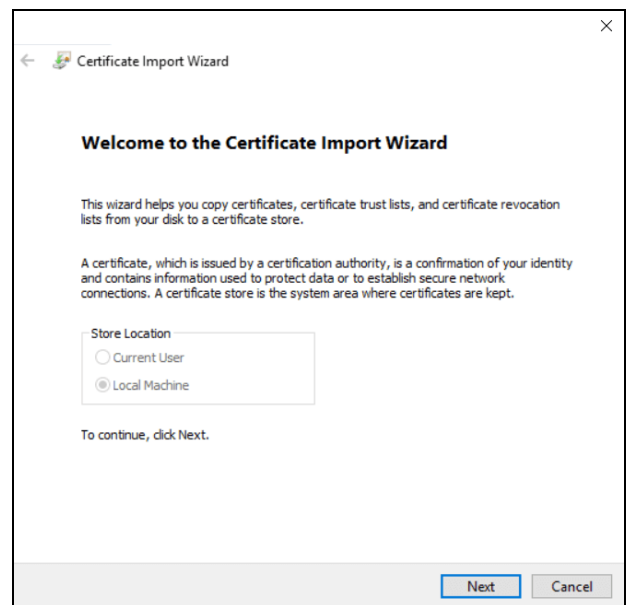 Certificate Import Wizard
Welcome to the Certificate Import Wizard
This wizard helps you copy certificates, certificate trust lists, and certificate revocation
lists from your disk to a certificate store.
A certificate, which is issued by a certification authority, is a confirmation of your identity
and contains information used to protect data or to establish secure network
connections. A certificate store is the system area where certificates are kept.
Store Location
Current User
Local Machine
To continue, click Next.
Next Cancel